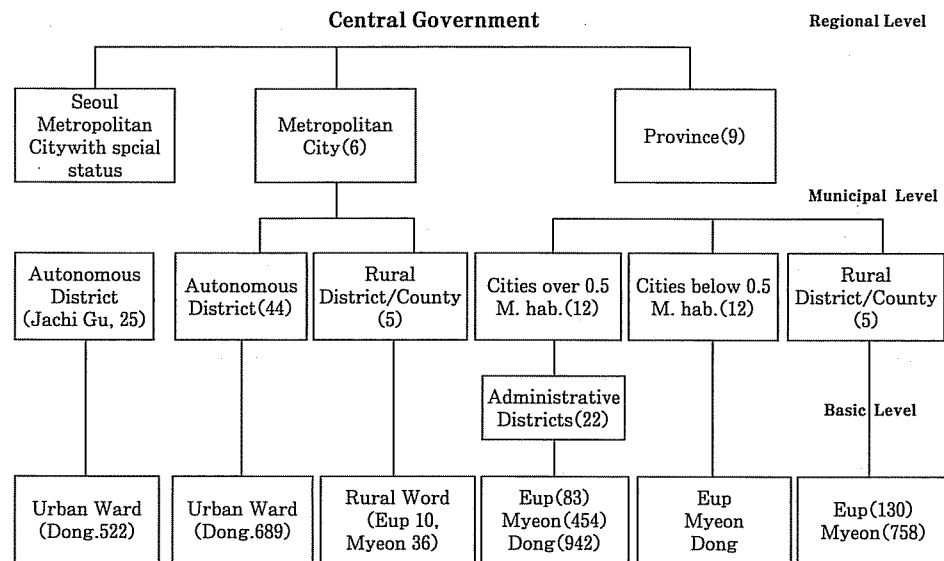 Central Government
Regional Level
Seoul
Metropolitan
Citywith spcial
status
Metropolitan
City(6)
Province(9)
Municipal Level
Autonomous
District
(Jachi Gu, 25)
Autonomous
District(44)
Rural
District/County
(5)
Cities over 0.5
M. hab.(12)
Cities below 0.5
M. hab.(12)
Rural
District/County
(5)
Administrative
Districts(22)
Basic Level
Urban Ward
(Dong.522)
Urban Ward
(Dong.689)
Rural Word
(Eup 10,
Myeon 36)
Eup(83)
Myeon(454)
Dong(942)
Eup
Myeon
Dong
Eup(130)
Myeon(758)